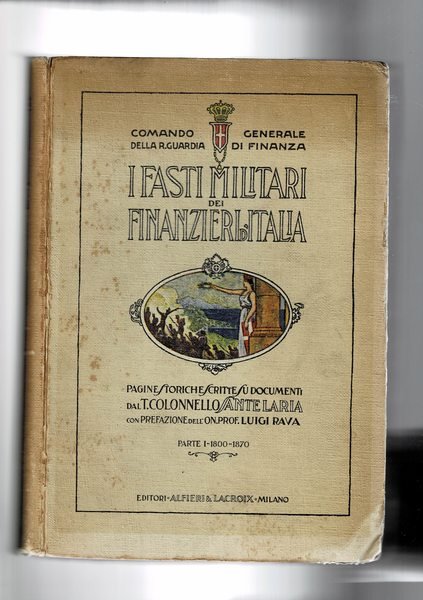 COMANDO GENERALE
DELLA R. GUARDIA DI FINANZA
I FASTI MILITARI
DEI
FINANZIERI D'ITALIA
PAGINE STORICHE SCRITTE SÙ DOCUMENTI
DAL T. COLONNELLO SANTE LARIA
CON PREFAZIONE DELL'ON. PROF. LUIGI RAVA
PARTE I - 1800-1870
EDITORI - ALFIERI & LACROIX - MILANO